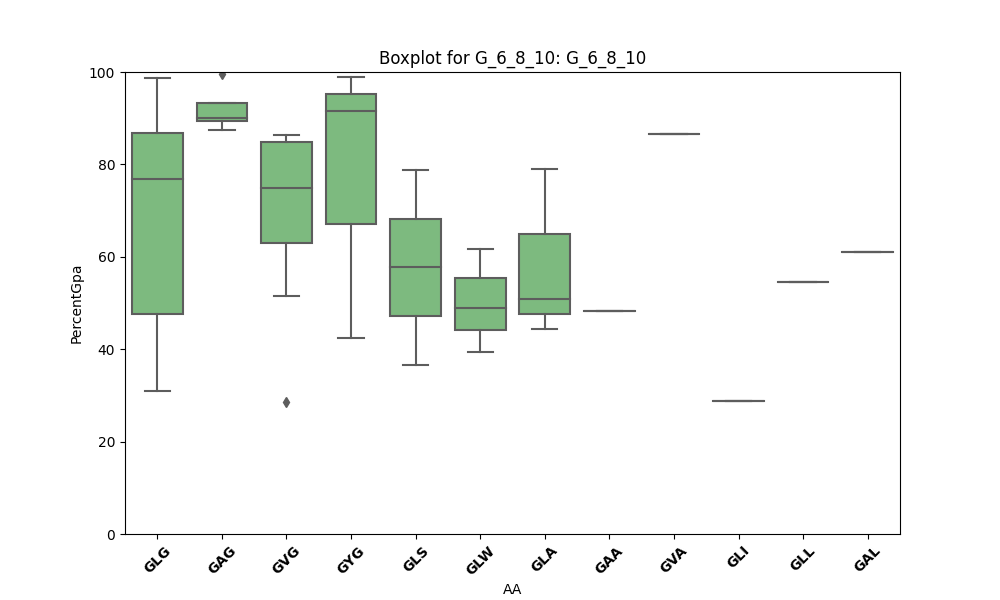 Boxplot for G_6_8_10: G_6_8_10
PercentGpa
100
80
60
40
20
0
GLG GAG GVG GYG GLS GLW GLA GAA GVA GLI GLL GAL
AA